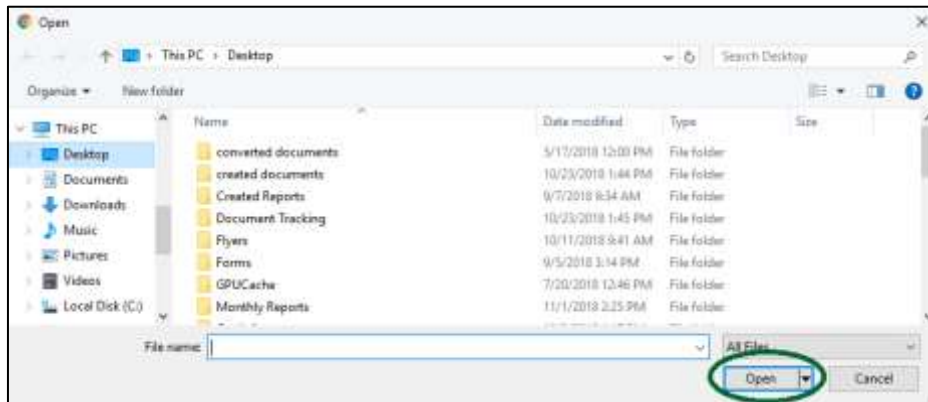 Open
This PC › Desktop
Search Desktop
Organize
New folder
This PC
Desktop
Documents
Downloads
Music
Pictures
Videos
Local Disk (C:)
Name Date modified Type Size
converted documents 5/17/2018 12:00 PM File folder
created documents 10/23/2018 1:44 PM File folder
Created Reports 9/7/2018 8:34 AM File folder
Document Tracking 10/23/2018 1:45 PM File folder
Flyers 10/11/2018 9:41 AM File folder
Forms 9/5/2018 3:14 PM File folder
GPUCache 7/20/2018 12:46 PM File folder
Monthly Reports 11/1/2018 2:25 PM File folder
File name:
All Files
Open
Cancel